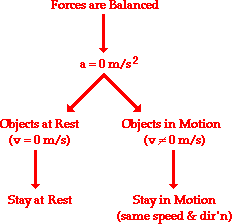 Forces are Balanced
a = 0 m/s²
Objects at Rest
(v = 0 m/s)
Objects in Motion
(v ≠ 0 m/s)
Stay at Rest
Stay in Motion
(same speed & dir'n)